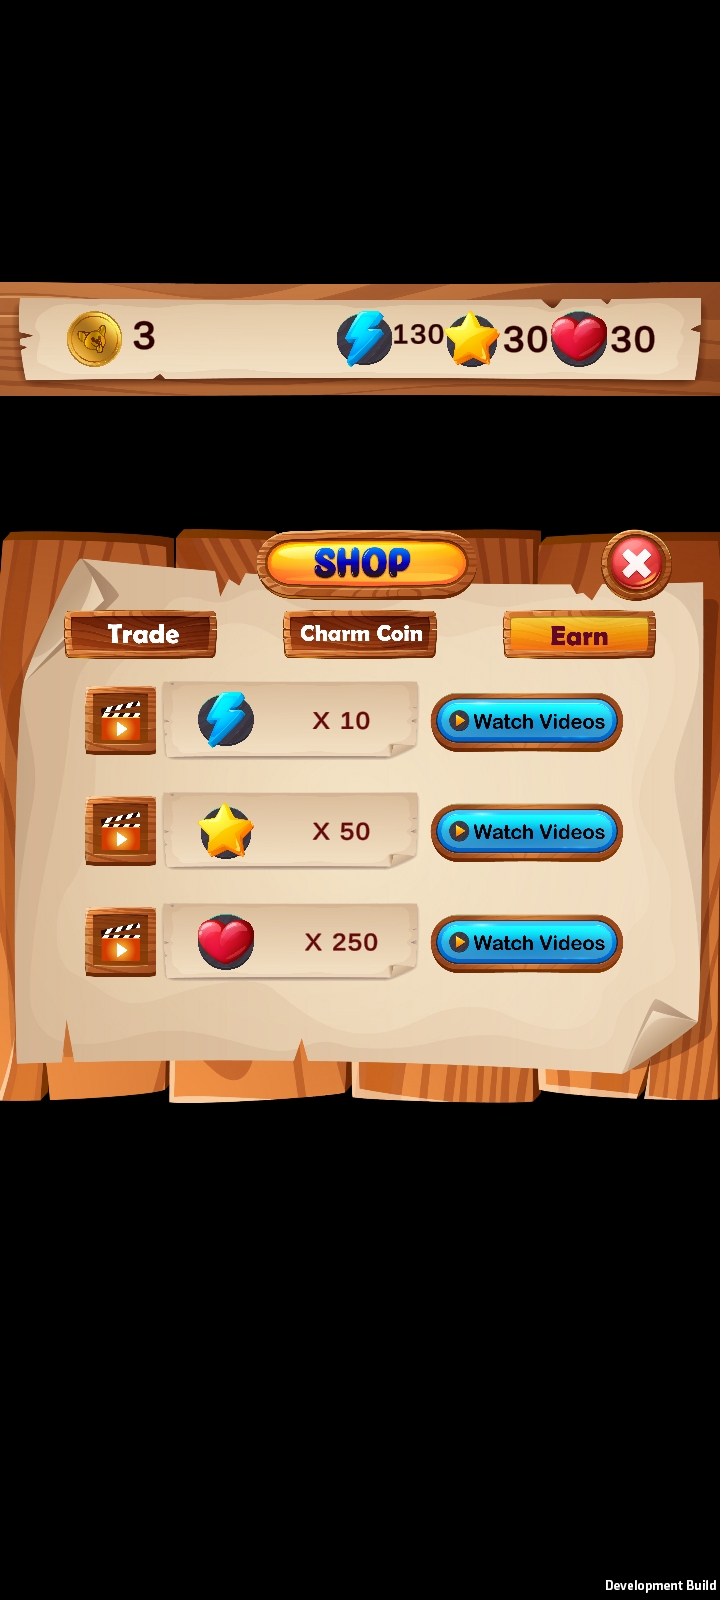 3
130
30
30
SHOP
Trade
Charm Coin
Earn
X 10
Watch Videos
X 50
Watch Videos
X 250
Watch Videos
Development Build